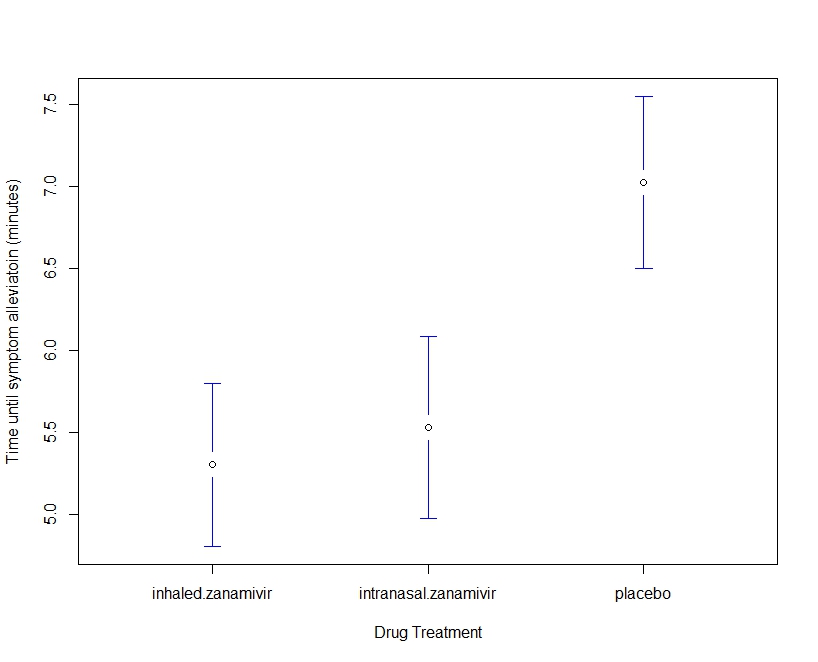 Time until symptom alleviatoin (minutes)
7.5
7.0
6.5
6.0
5.5
5.0
inhaled.zanamivir
intranasal.zanamivir
placebo
Drug Treatment